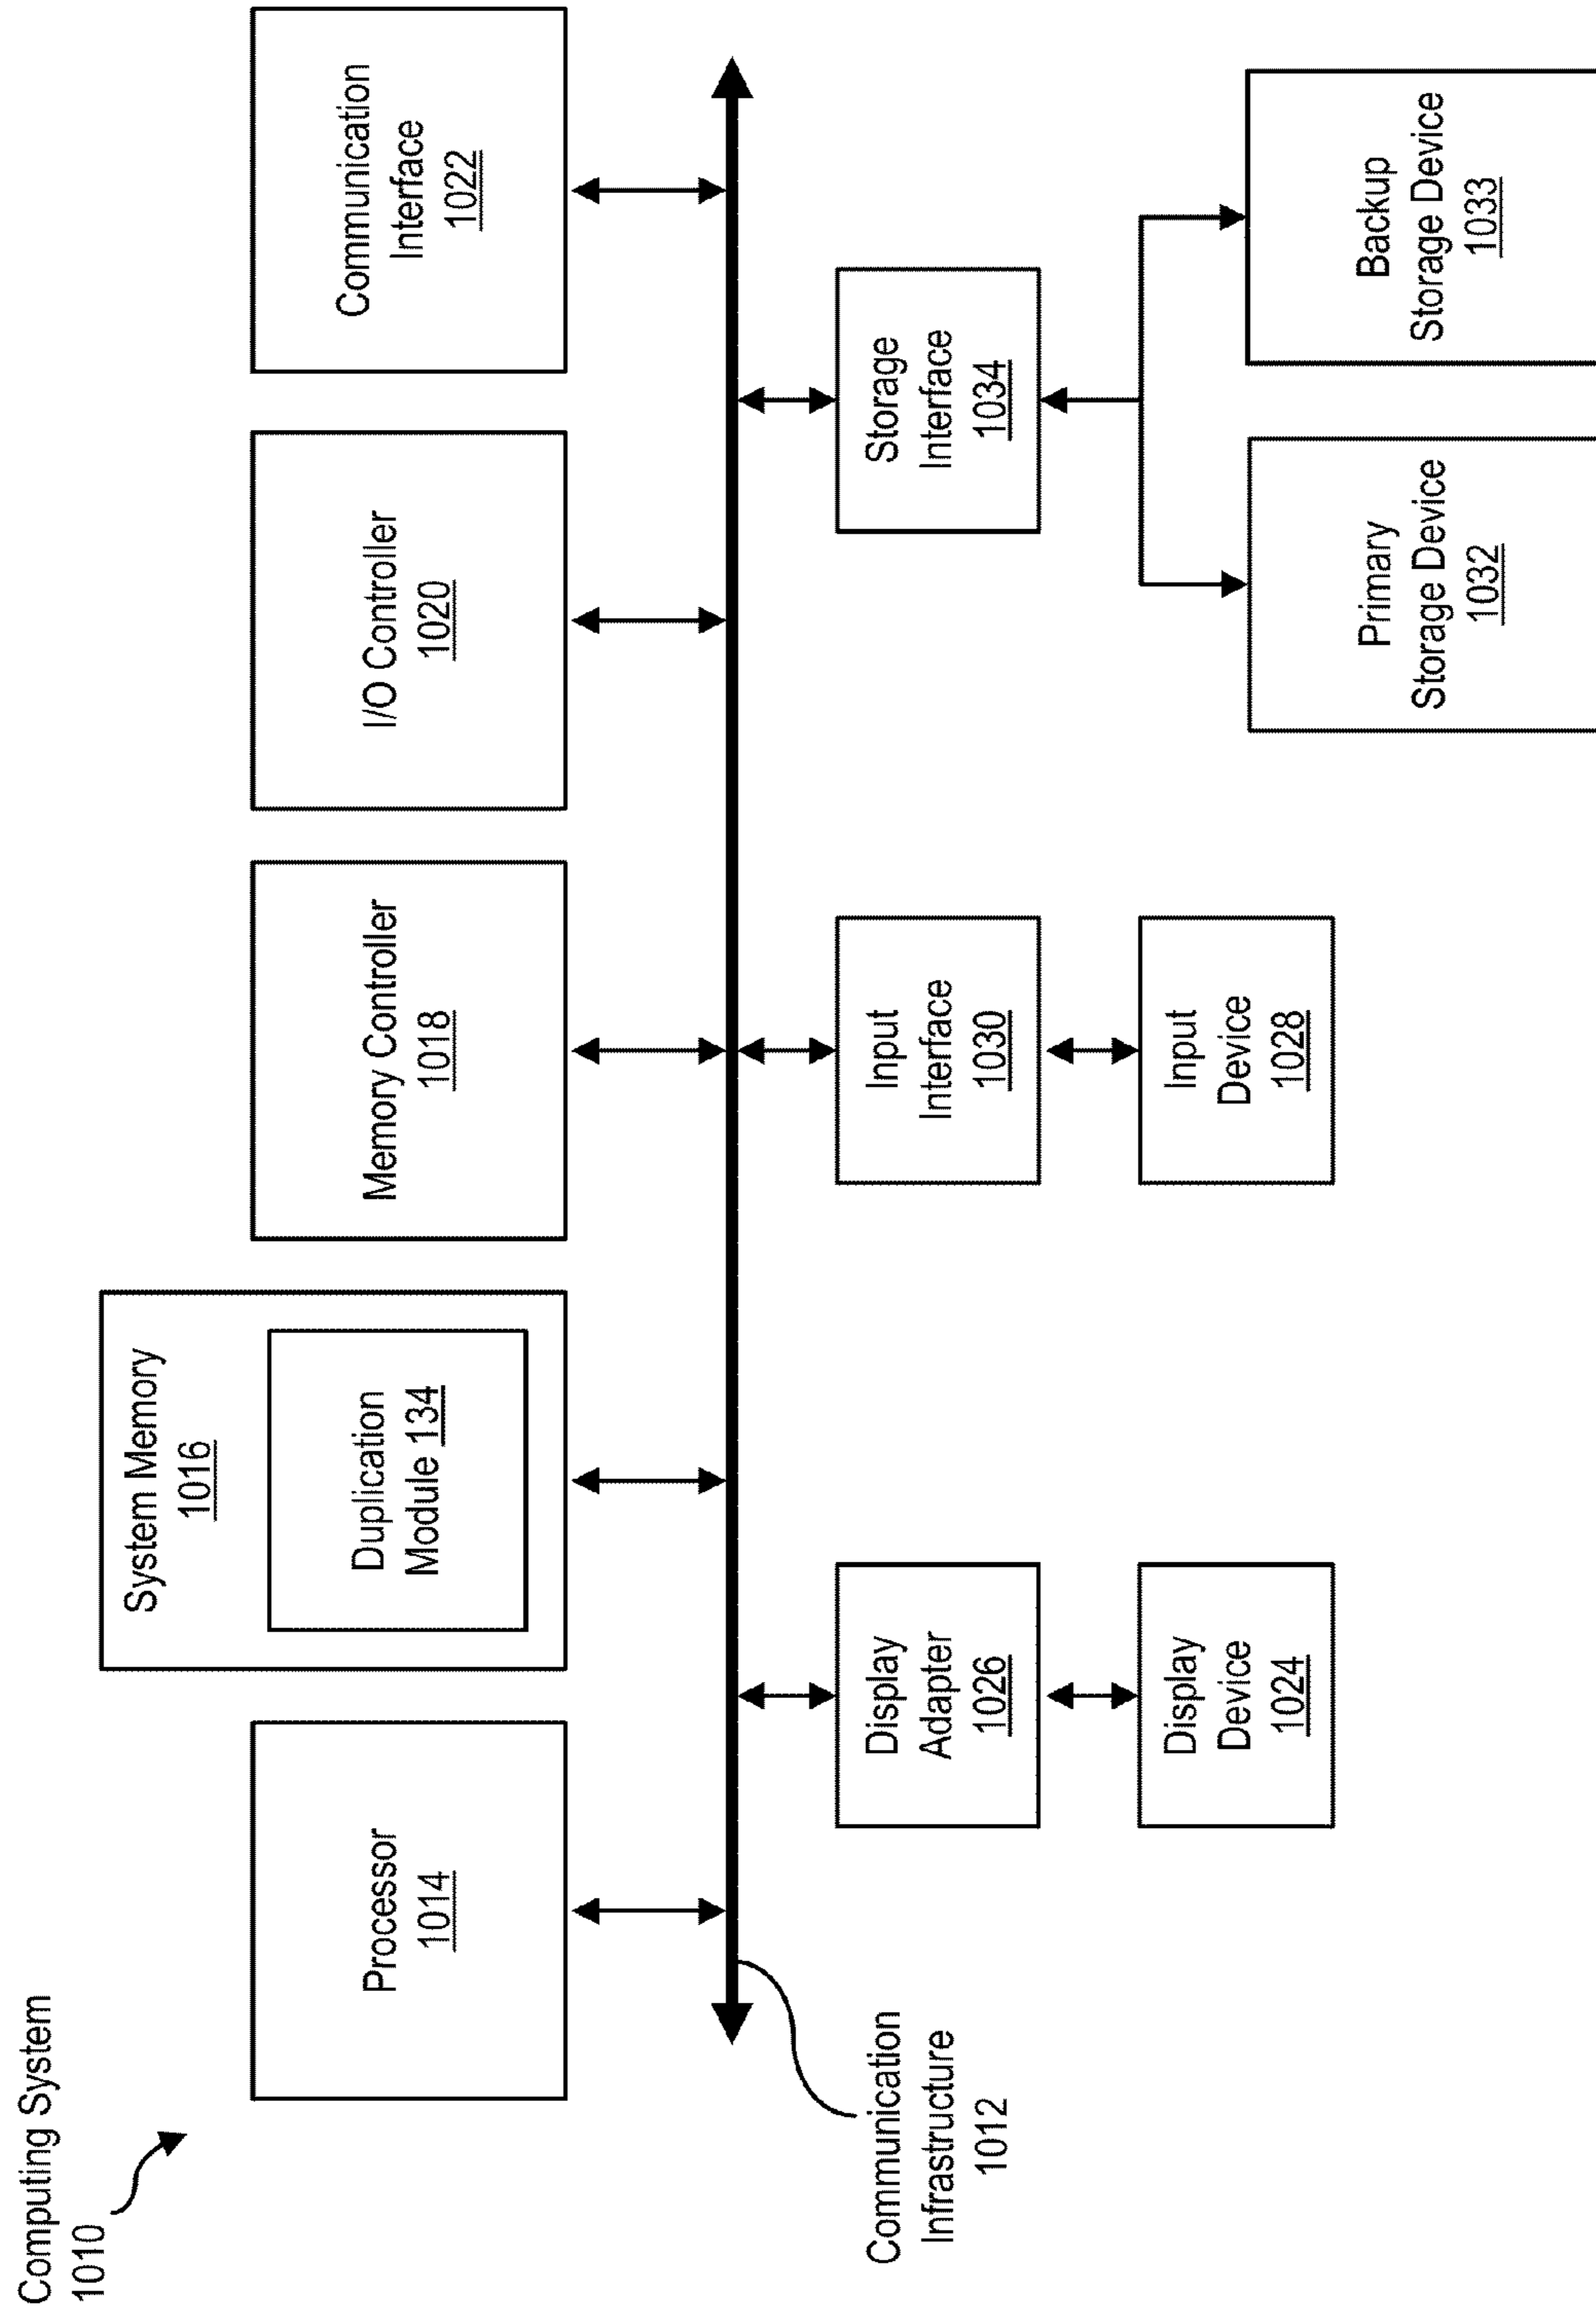 Computing System
1010
Processor
1014
System Memory
1016
Duplication
Module 134
Memory Controller
1018
I/O Controller
1020
Communication
Interface
1022
Communication
Infrastructure
1012
Display
Adapter
1026
Input
Interface
1030
Storage
Interface
1034
Display
Device
1024
Input
Device
1028
Primary
Storage Device
1032
Backup
Storage Device
1033